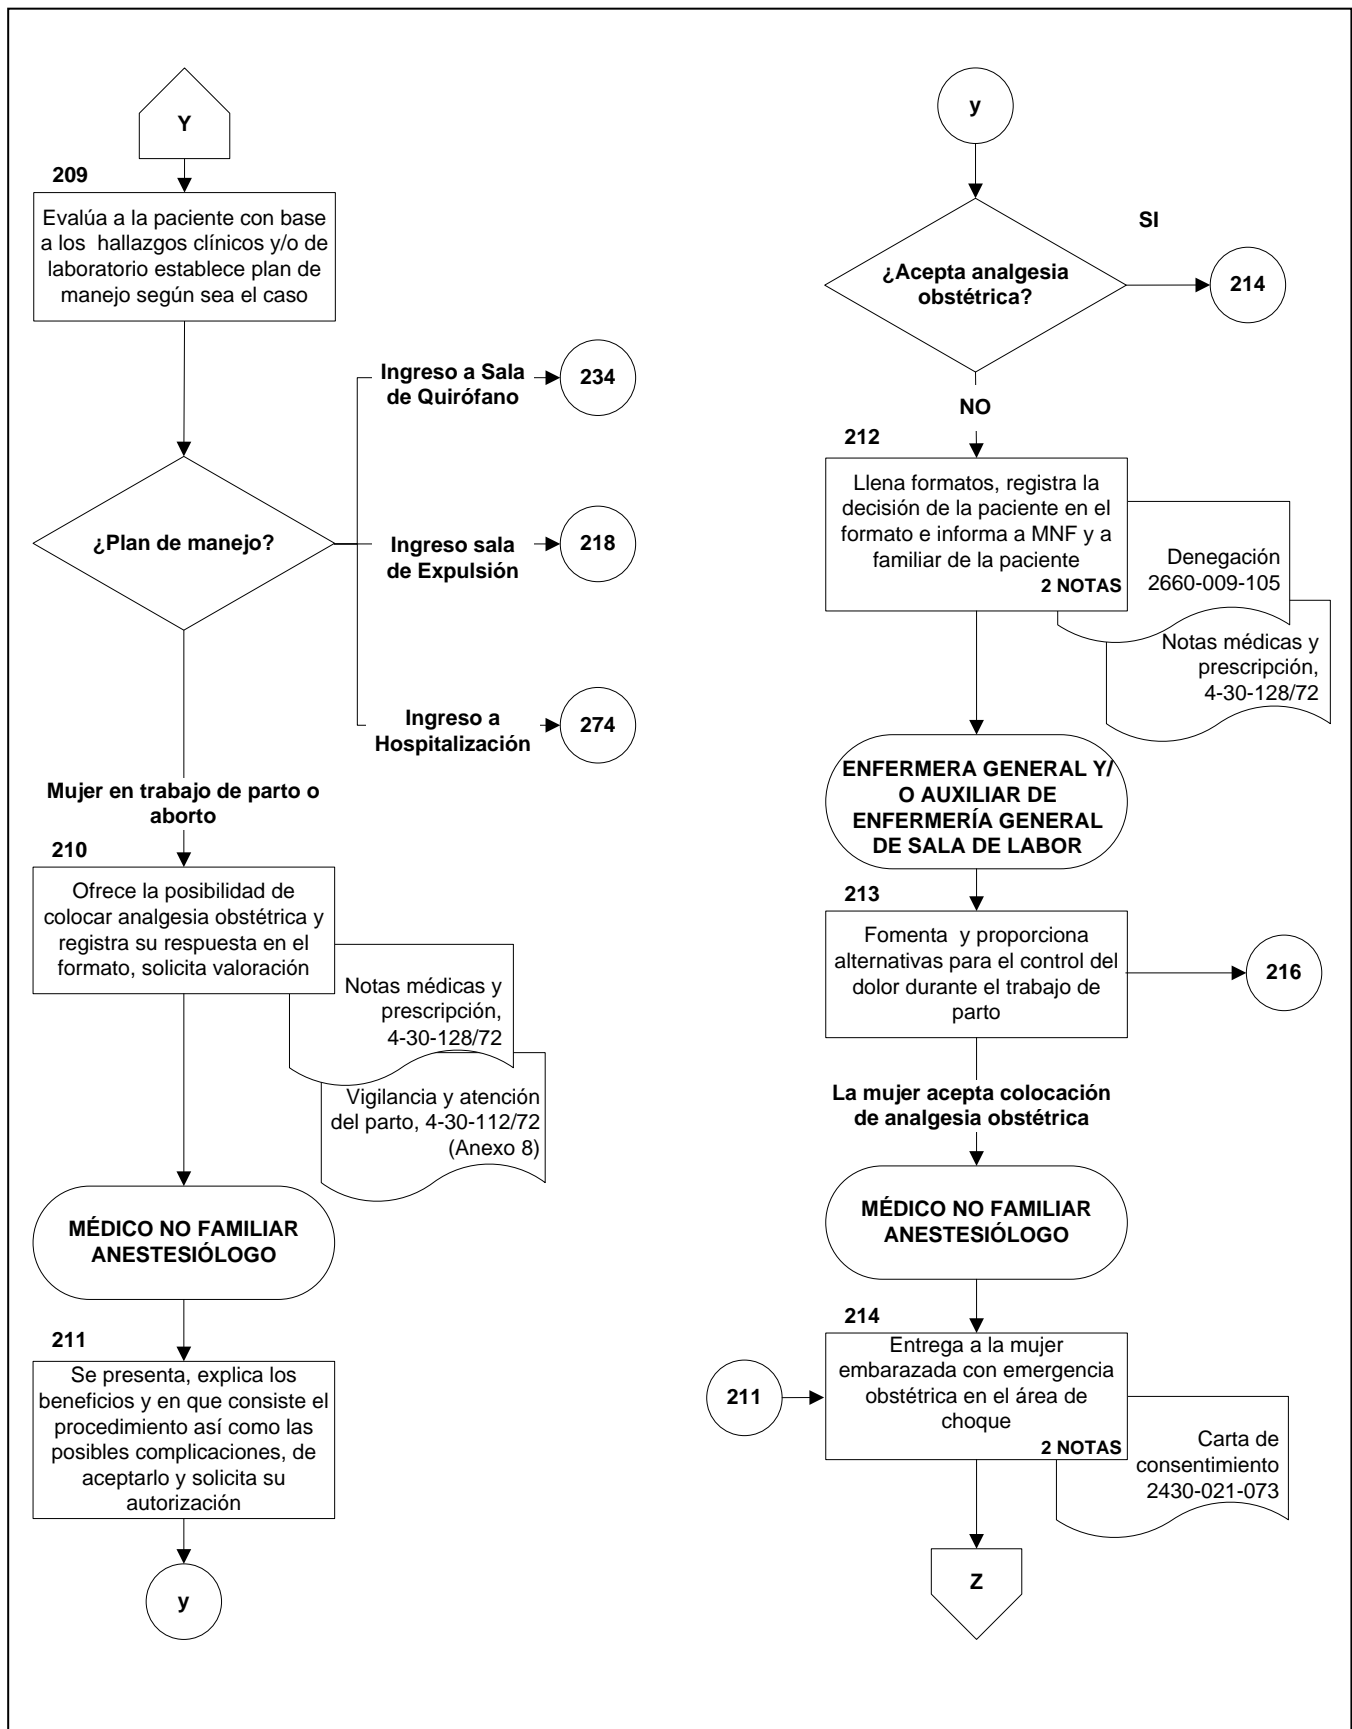 Y
209
Evalúa a la paciente con base
a los hallazgos clínicos y/o de
laboratorio establece plan de
manejo según sea el caso
¿Plan de manejo?
Ingreso a Sala
de Quirófano
234
Ingreso sala
de Expulsión
218
Ingreso a
Hospitalización
274
Mujer en trabajo de parto o
aborto
210
Ofrece la posibilidad de
colocar analgesia obstétrica y
registra su respuesta en el
formato, solicita valoración
Notas médicas y
prescripción,
4-30-128/72
Vigilancia y atención
del parto, 4-30-112/72
(Anexo 8)
MÉDICO NO FAMILIAR
ANESTESIÓLOGO
211
Se presenta, explica los
beneficios y en que consiste el
procedimiento así como las
posibles complicaciones, de
aceptarlo y solicita su
autorización
y
y
¿Acepta analgesia
obstétrica?
SI
214
NO
212
Llena formatos, registra la
decisión de la paciente en el
formato e informa a MNF y a
familiar de la paciente
2 NOTAS
Denegación
2660-009-105
Notas médicas y
prescripción,
4-30-128/72
ENFERMERA GENERAL Y/
O AUXILIAR DE
ENFERMERÍA GENERAL
DE SALA DE LABOR
213
Fomenta y proporciona
alternativas para el control del
dolor durante el trabajo de
parto
216
La mujer acepta colocación
de analgesia obstétrica
MÉDICO NO FAMILIAR
ANESTESIÓLOGO
214
Entrega a la mujer
embarazada con emergencia
obstétrica en el área de
choque
2 NOTAS
211
Carta de
consentimiento
2430-021-073
Z